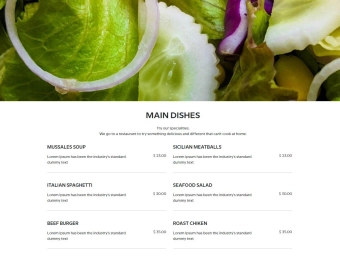 MAIN DISHES
Try our specialities.
We go to a restaurant to try something delicious and different that can't cook at home.
MUSSALES SOUP
Lorem Ipsum has been the industry's standard
dummy text
$ 23.00
SICILIAN MEATBALLS
Lorem Ipsum has been the industry's standard
dummy text
$ 23.00
ITALIAN SPAGHETTI
Lorem Ipsum has been the industry's standard
dummy text
$ 30.00
SEAFOOD SALAD
Lorem Ipsum has been the industry's standard
dummy text
BEEF BURGER
Lorem Ipsum has been the industry's standard
dummy text
$ 35.00
ROAST CHIKEN
Lorem Ipsum has been the industry's standard
dummy text
$ 35.00